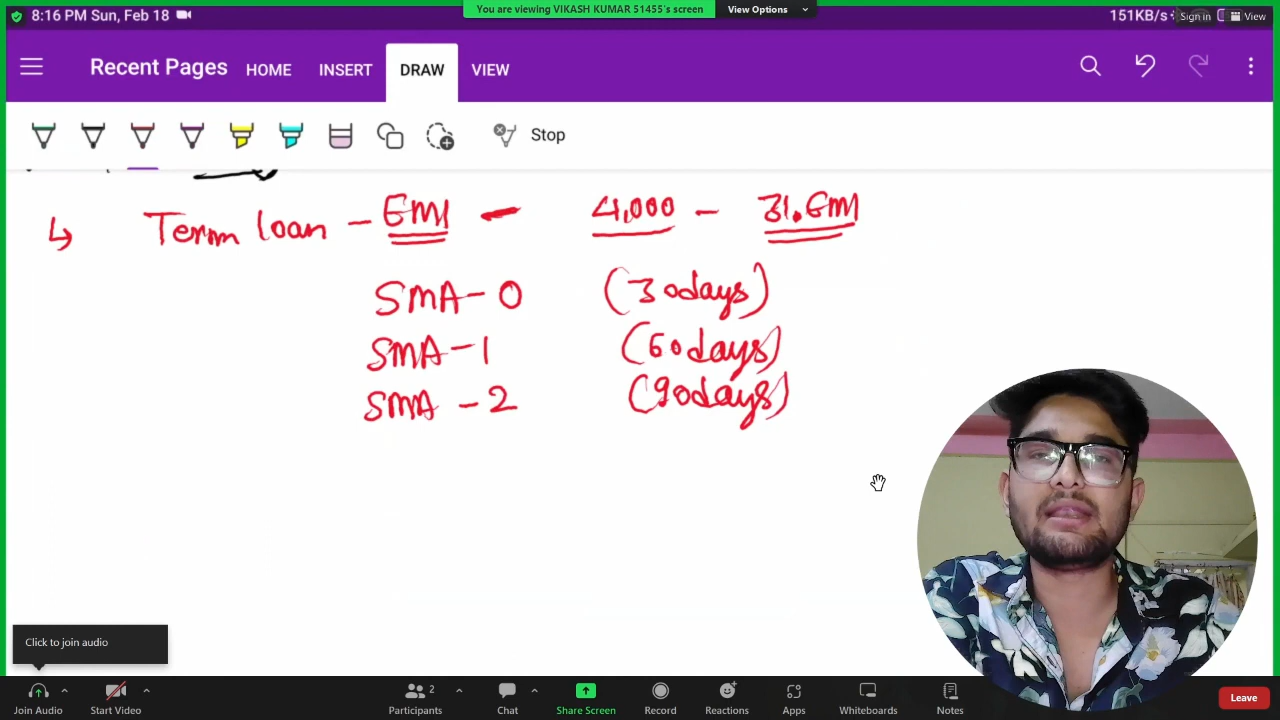 8:16 PM Sun, Feb 18
You are viewing VIKASH KUMAR 51455's screen
View Options
151KB/s
Sign in
View
Recent Pages
HOME
INSERT
DRAW
VIEW
Stop
Term loan - EMI - 4,000 - 31.EMI
SMA-0 (30days)
SMA-1 (60days)
SMA-2 (90days)
Click to join audio
Join Audio
Start Video
2
Participants
Chat
Share Screen
Record
Reactions
Apps
Whiteboards
Notes
Leave